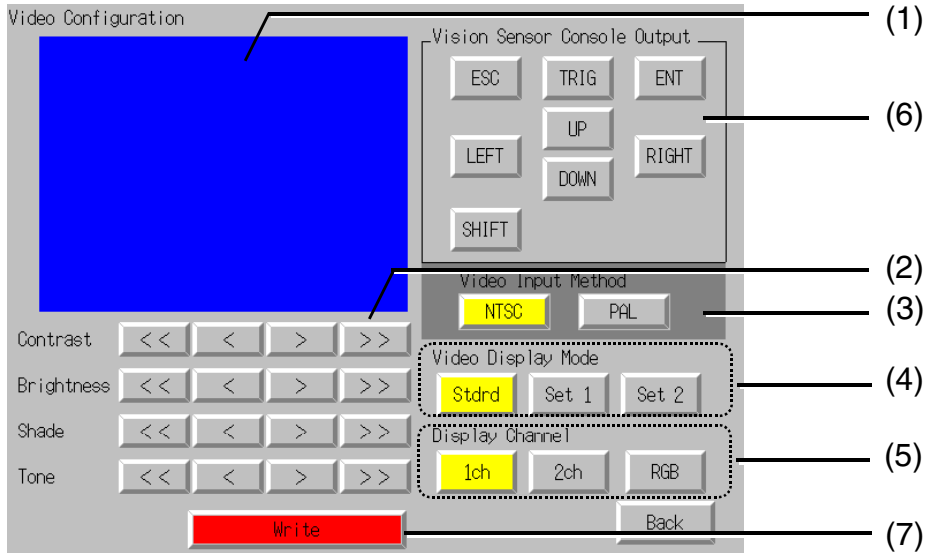 Video Configuration
(1)
Vision Sensor Console Output
ESC TRIG ENT
(6)
UP
LEFT RIGHT
DOWN
SHIFT
(2)
Video Input Method
NTSC PAL
(3)
Contrast << < > >>
Video Display Mode
(4)
Brightness << < > >>
Stdrd Set 1 Set 2
Shade << < > >>
Display Channel
(5)
Tone << < > >>
1ch 2ch RGB
Write
Back
(7)